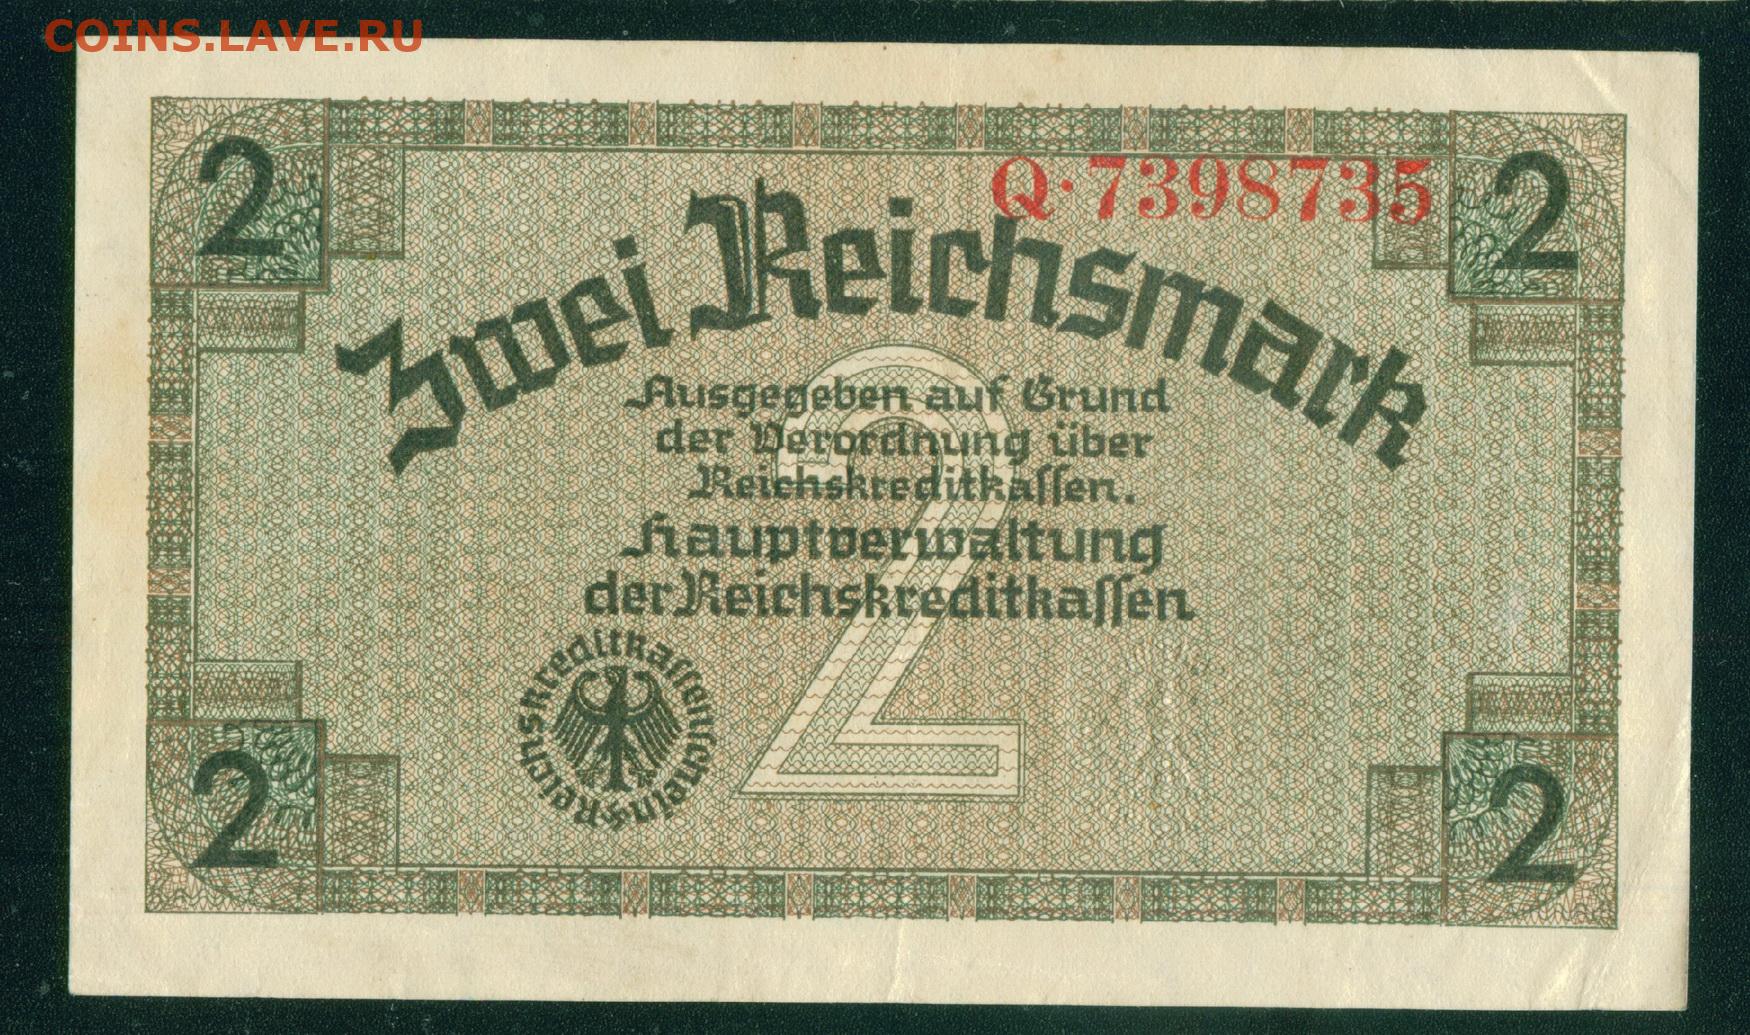 COINS.LAVE.RU
2
2
Q·7398735
Zwei Reichsmark
Ausgegeben auf Grund
der Verordnung über
Reichskreditkaſſen.
Hauptverwaltung
der Reichskreditkaſſen
2
Reichskreditkaſſenſchein
2
2